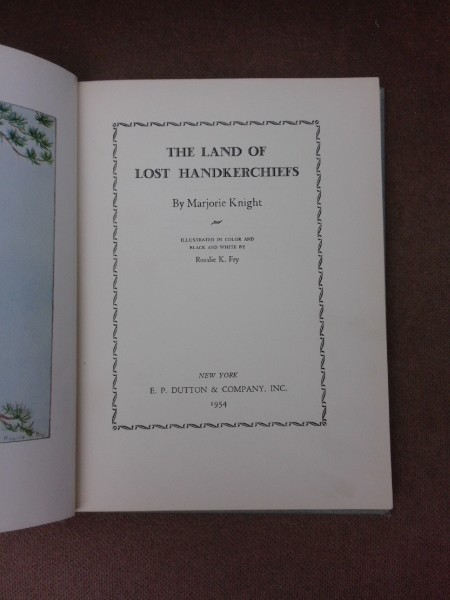 THE LAND OF
LOST HANDKERCHIEFS
By Marjorie Knight
ILLUSTRATED IN COLOR AND
BLACK AND WHITE BY
Rosalie K. Fry
NEW YORK
E. P. DUTTON & COMPANY, INC.
1954